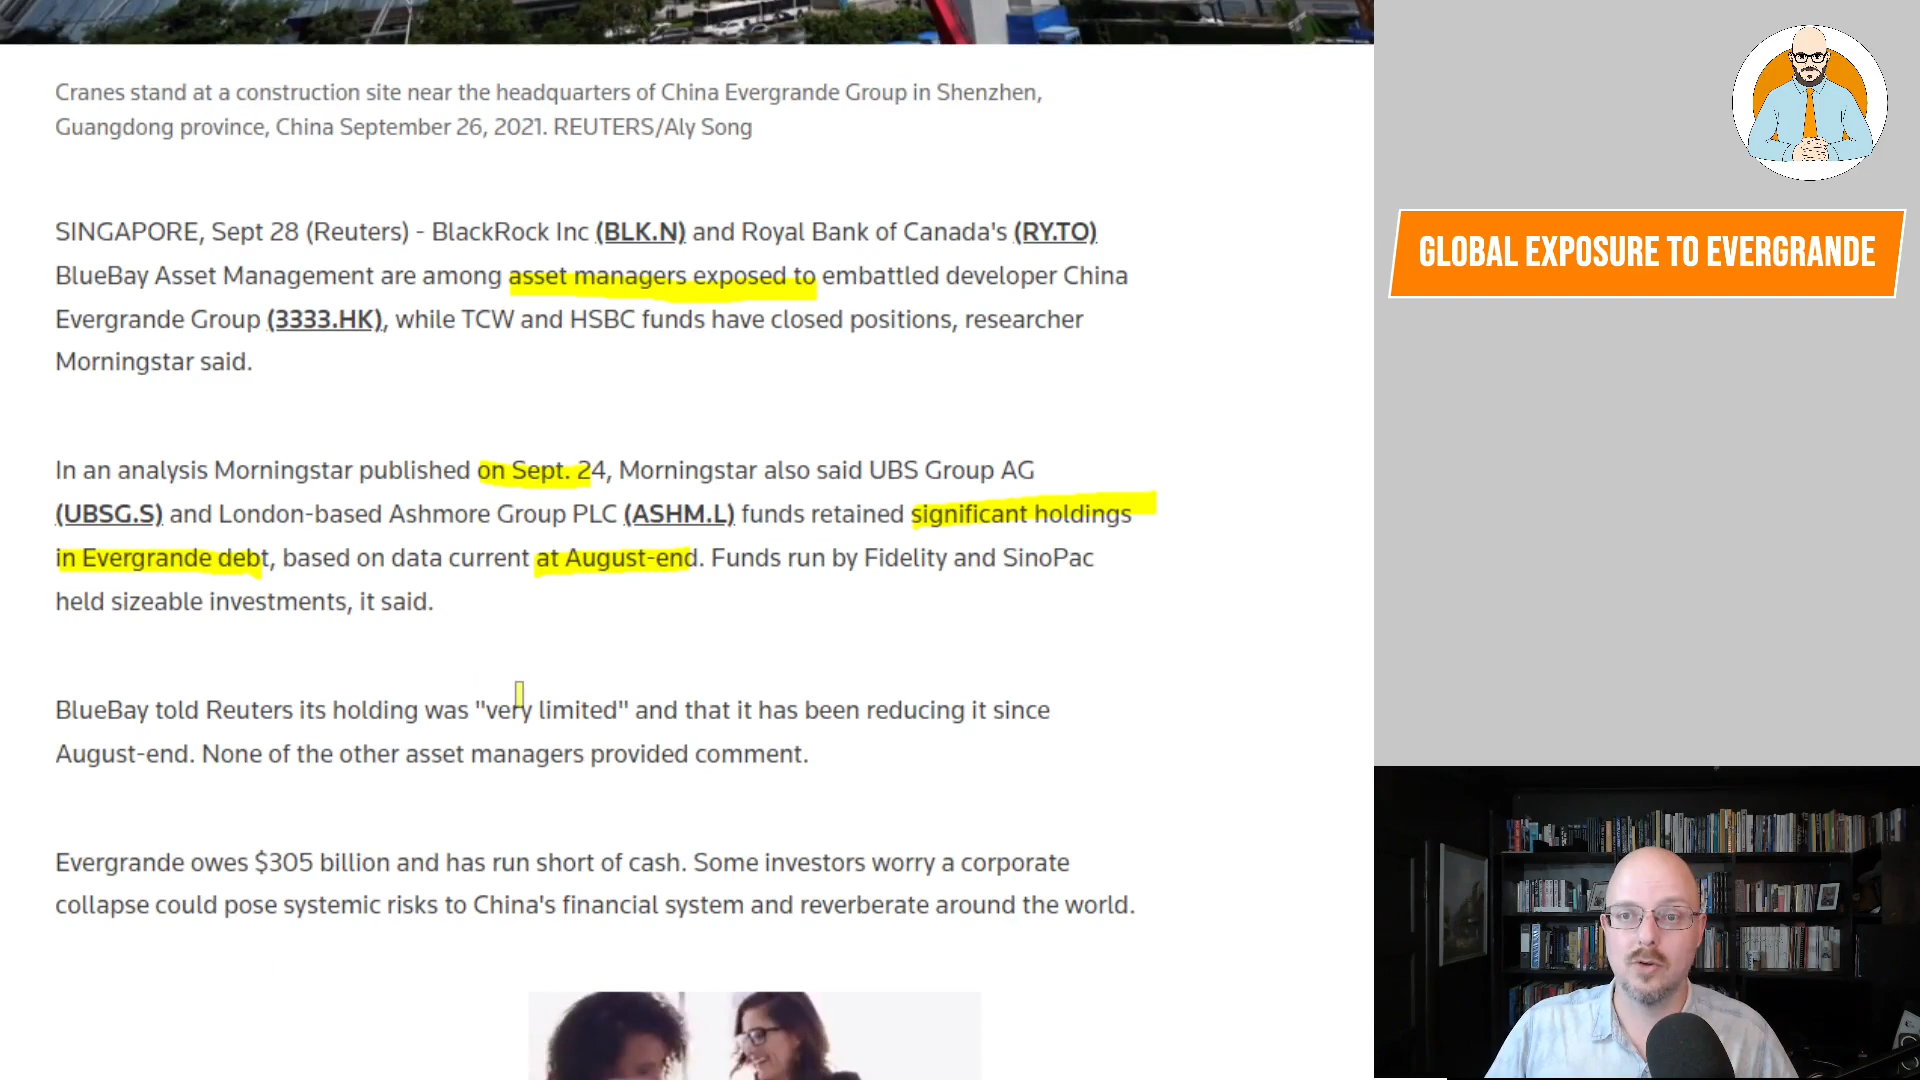 Cranes stand at a construction site near the headquarters of China Evergrande Group in Shenzhen,
Guangdong province, China September 26, 2021. REUTERS/Aly Song
SINGAPORE, Sept 28 (Reuters) - BlackRock Inc (BLK.N) and Royal Bank of Canada's (RY.TO)
BlueBay Asset Management are among asset managers exposed to embattled developer China
Evergrande Group (3333.HK), while TCW and HSBC funds have closed positions, researcher
Morningstar said.
In an analysis Morningstar published on Sept. 24, Morningstar also said UBS Group AG
(UBSG.S) and London-based Ashmore Group PLC (ASHM.L) funds retained significant holdings
in Evergrande debt, based on data current at August-end. Funds run by Fidelity and SinoPac
held sizeable investments, it said.
BlueBay told Reuters its holding was "very limited" and that it has been reducing it since
August-end. None of the other asset managers provided comment.
Evergrande owes $305 billion and has run short of cash. Some investors worry a corporate
collapse could pose systemic risks to China's financial system and reverberate around the world.
GLOBAL EXPOSURE TO EVERGRANDE